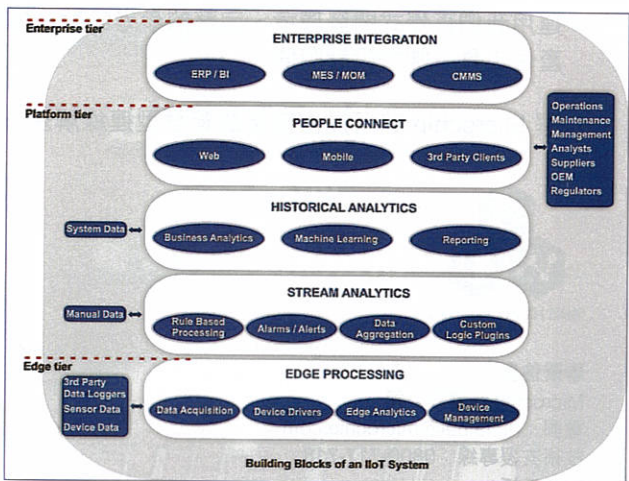 Enterprise tier
ENTERPRISE INTEGRATION
ERP / BI
MES / MOM
CMMS
Platform tier
PEOPLE CONNECT
Web
Mobile
3rd Party Clients
Operations
Maintenance
Management
Analysts
Suppliers
OEM
Regulators
HISTORICAL ANALYTICS
System Data
Business Analytics
Machine Learning
Reporting
STREAM ANALYTICS
Manual Data
Rule Based
Processing
Alarms / Alerts
Data
Aggregation
Custom
Logic Plugins
Edge tier
EDGE PROCESSING
3rd Party
Data Loggers
Sensor Data
Device Data
Data Acquisition
Device Drivers
Edge Analytics
Device
Management
Building Blocks of an IIoT System